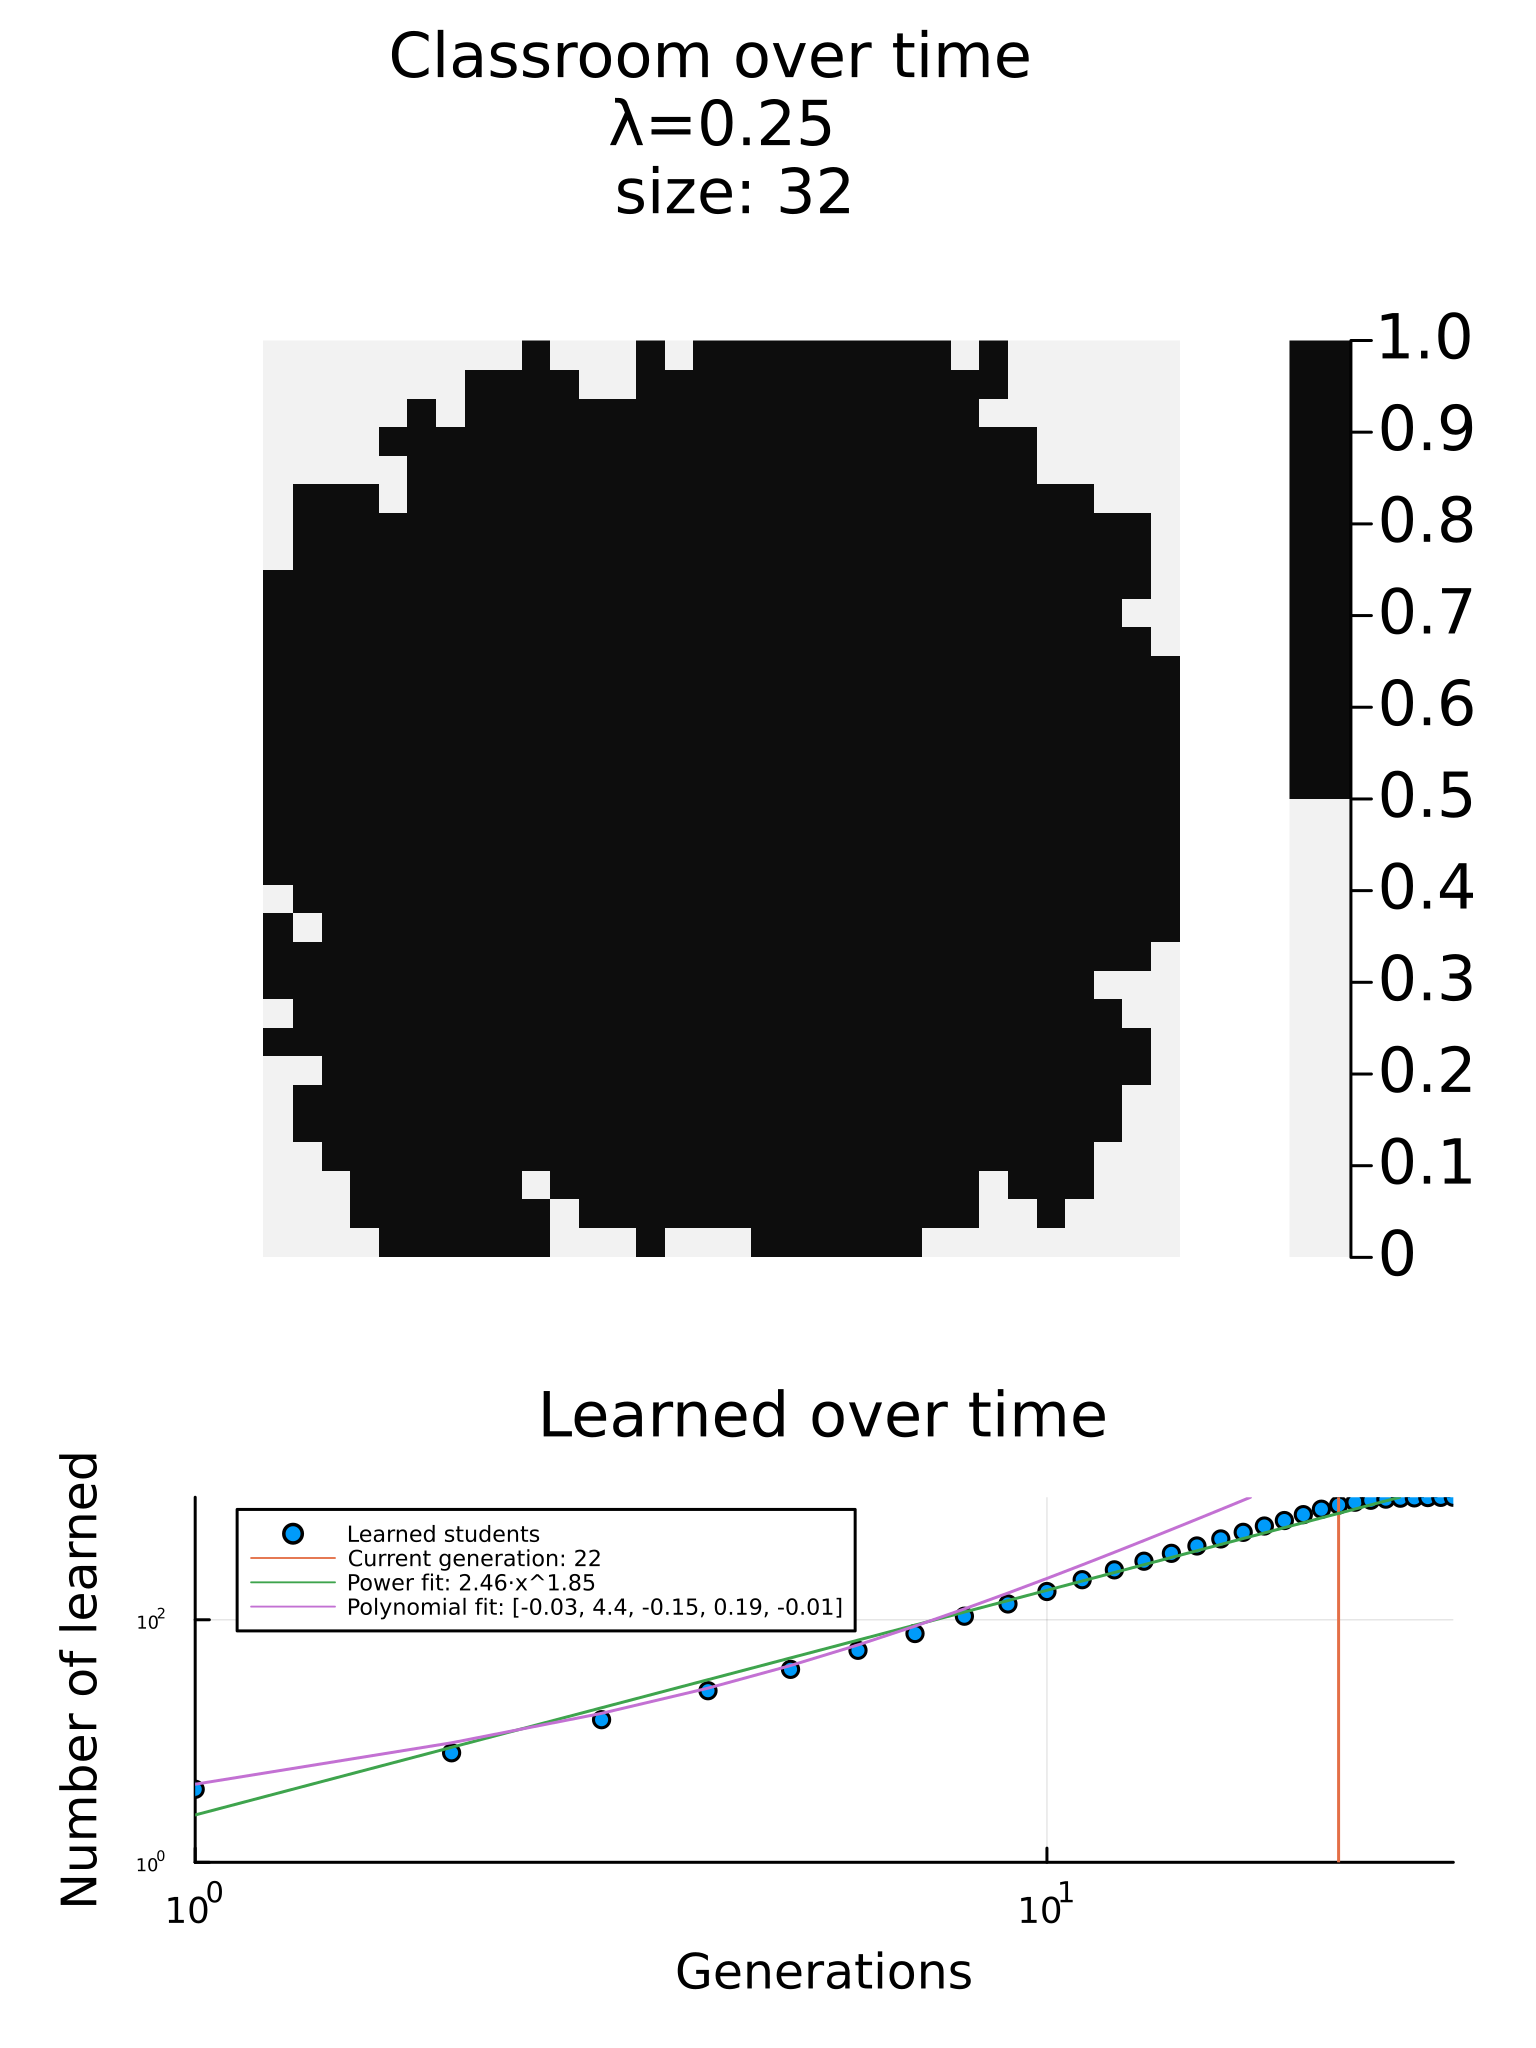 Classroom over time
λ=0.25
size: 32
1.0
0.9
0.8
0.7
0.6
0.5
0.4
0.3
0.2
0.1
0
Learned over time
Number of learned
Learned students
Current generation: 22
Power fit: 2.46·x^1.85
Polynomial fit: [-0.03, 4.4, -0.15, 0.19, -0.01]
10²
10⁰
10⁰
10¹
Generations